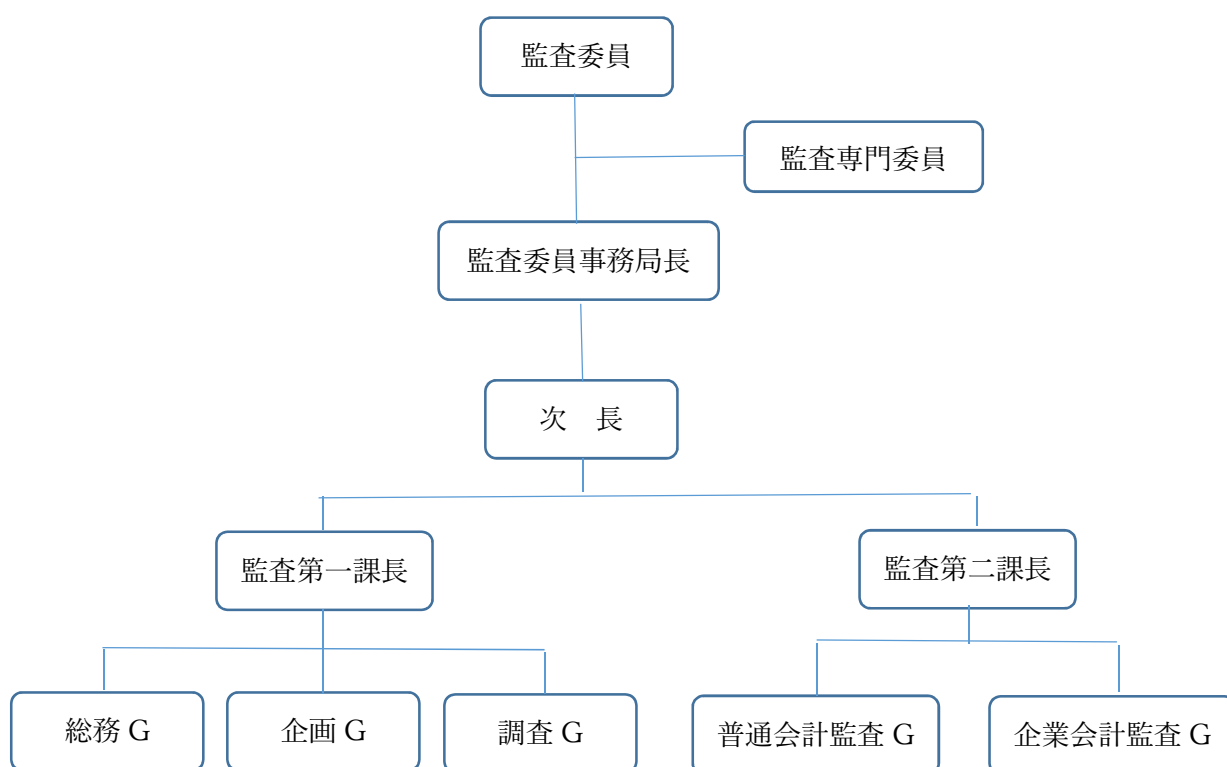 監査委員
監査専門委員
監査委員事務局長
次　長
監査第一課長
監査第二課長
総務 G
企画 G
調査 G
普通会計監査 G
企業会計監査 G